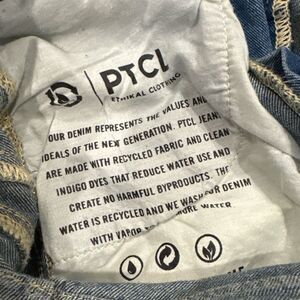 PTCL
ETHIKAL CLOTHING
OUR DENIM REPRESENTS THE VALUES AND
IDEALS OF THE NEW GENERATION. PTCL JEANS
ARE MADE WITH RECYCLED FABRIC AND CLEAN
INDIGO DYES THAT REDUCE WATER USE AND
CREATE NO HARMFUL BYPRODUCTS. THE
WATER IS RECYCLED AND WE WASH OUR DENIM
WITH VAPOR WATER.